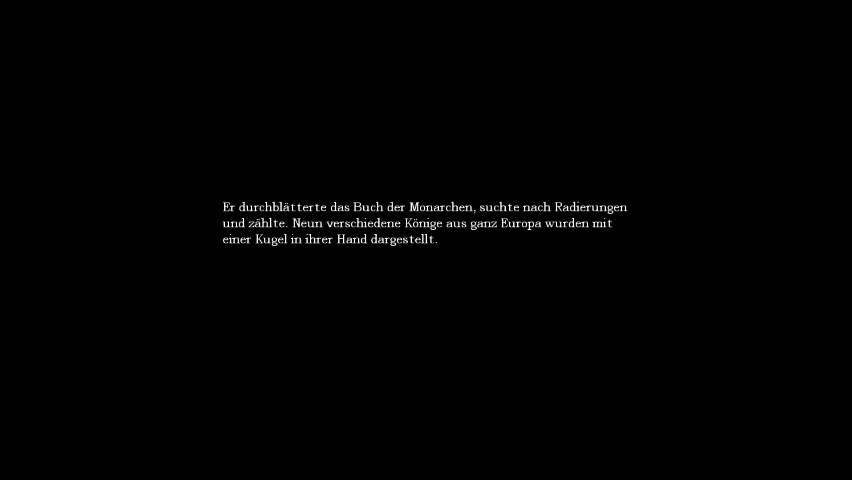 Er durchblätterte das Buch der Monarchen, suchte nach Radierungen
und zählte. Neun verschiedene Könige aus ganz Europa wurden mit
einer Kugel in ihrer Hand dargestellt.